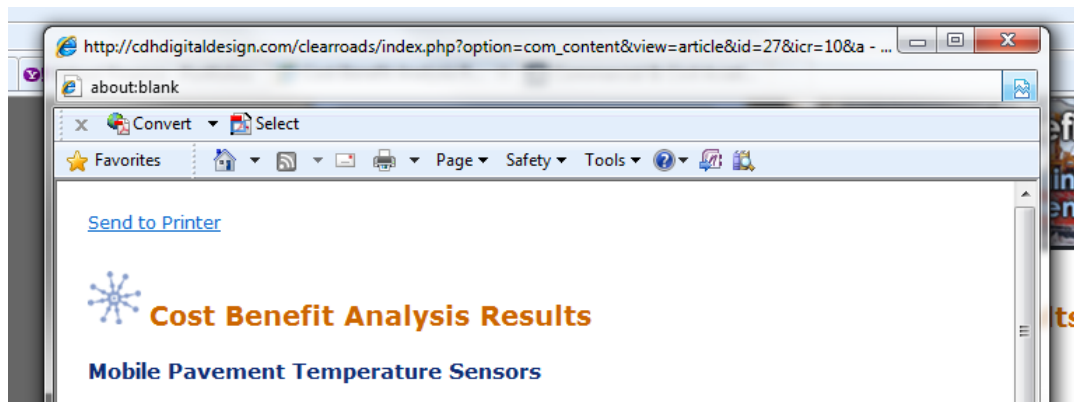 http://cdhdigitaldesign.com/clearroads/index.php?option=com_content&view=article&id=27&icr=10&a - ...
about:blank
x Convert Select
Favorites Page Safety Tools
Send to Printer
Cost Benefit Analysis Results
Mobile Pavement Temperature Sensors